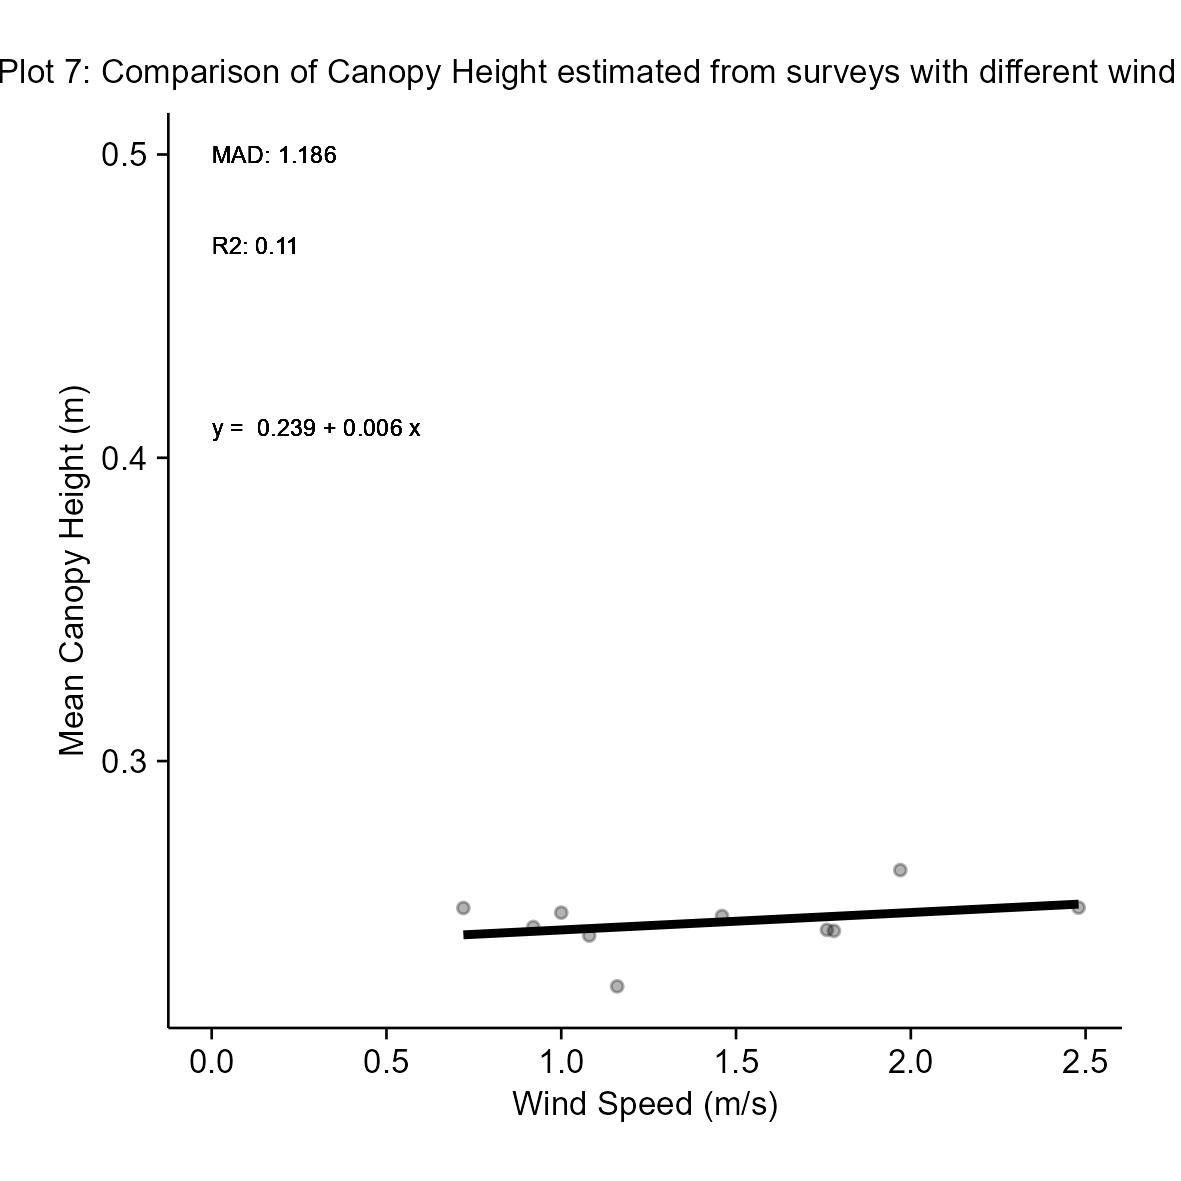 Plot 7: Comparison of Canopy Height estimated from surveys with different wind
0.5
MAD: 1.186
R2: 0.11
y =  0.239 + 0.006 x
0.4
Mean Canopy Height (m)
0.3
0.0 0.5 1.0 1.5 2.0 2.5
Wind Speed (m/s)